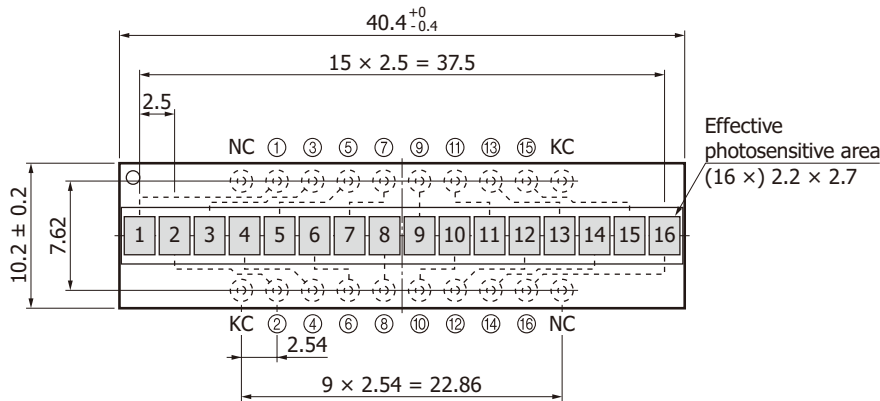 40.4 +0 -0.4
15 × 2.5 = 37.5
2.5
Effective
photosensitive area
(16 ×) 2.2 × 2.7
NC ① ③ ⑤ ⑦ ⑨ ⑪ ⑬ ⑮ KC
10.2 ± 0.2
7.62
1 2 3 4 5 6 7 8 9 10 11 12 13 14 15 16
KC ② ④ ⑥ ⑧ ⑩ ⑫ ⑭ ⑯ NC
2.54
9 × 2.54 = 22.86